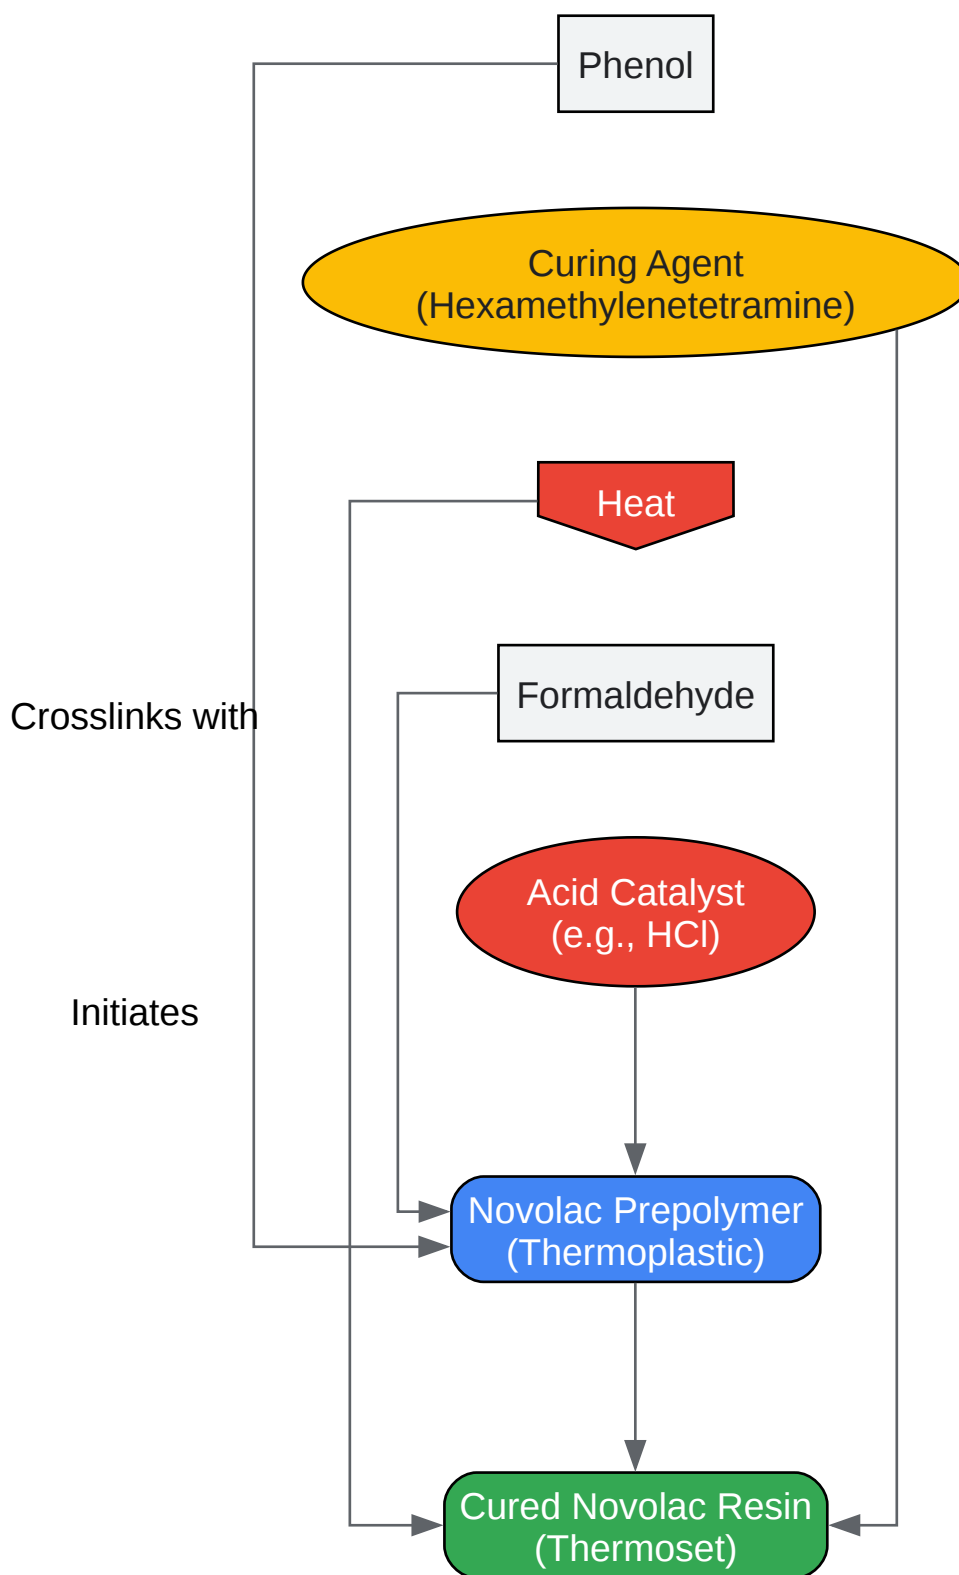 Phenol
Curing Agent
(Hexamethylenetetramine)
Heat
Formaldehyde
Crosslinks with
Acid Catalyst
(e.g., HCl)
Initiates
Novolac Prepolymer
(Thermoplastic)
Cured Novolac Resin
(Thermoset)